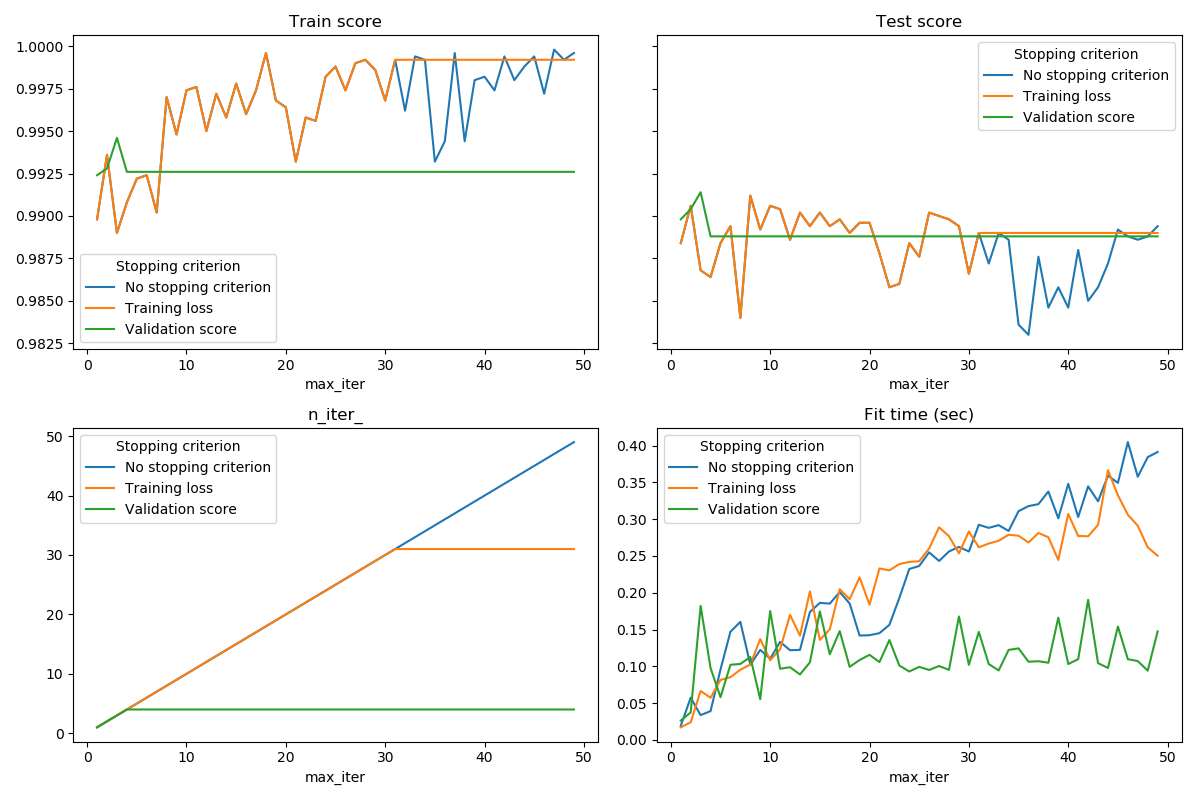 Train score
1.0000
0.9975
0.9950
0.9925
0.9900
0.9875
0.9850
0.9825
Stopping criterion
No stopping criterion
Training loss
Validation score
0 10 20 30 40 50
max_iter
Test score
Stopping criterion
No stopping criterion
Training loss
Validation score
0 10 20 30 40 50
max_iter
n_iter_
50
40
30
20
10
0
Stopping criterion
No stopping criterion
Training loss
Validation score
0 10 20 30 40 50
max_iter
Fit time (sec)
0.40
0.35
0.30
0.25
0.20
0.15
0.10
0.05
0.00
Stopping criterion
No stopping criterion
Training loss
Validation score
0 10 20 30 40 50
max_iter